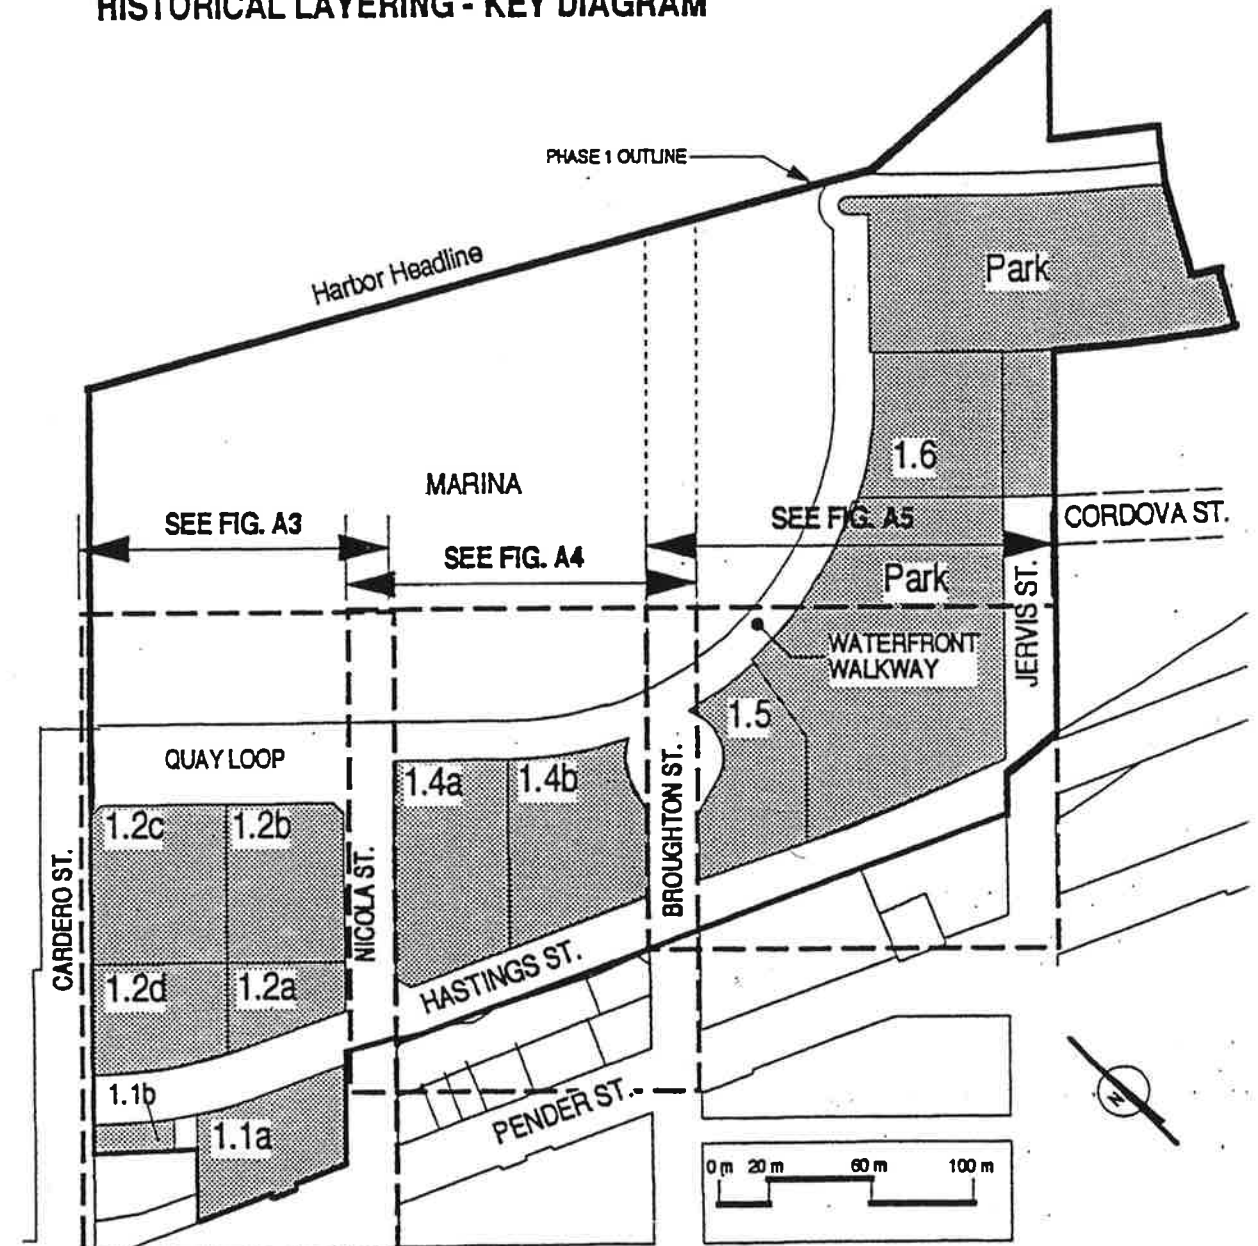 HISTORICAL LAYERING - KEY DIAGRAM
PHASE 1 OUTLINE
Harbor Headline
Park
1.6
MARINA
SEE FIG. A3
SEE FIG. A4
SEE FIG. A5
CORDOVA ST.
Park
JERVIS ST.
WATERFRONT
WALKWAY
1.5
QUAY LOOP
1.4a
1.4b
BROUGHTON ST.
1.2c
1.2b
CARDERO ST.
NICOLA ST.
1.2d
1.2a
HASTINGS ST.
1.1b
1.1a
PENDER ST.
N
0 m 20 m 60 m 100 m